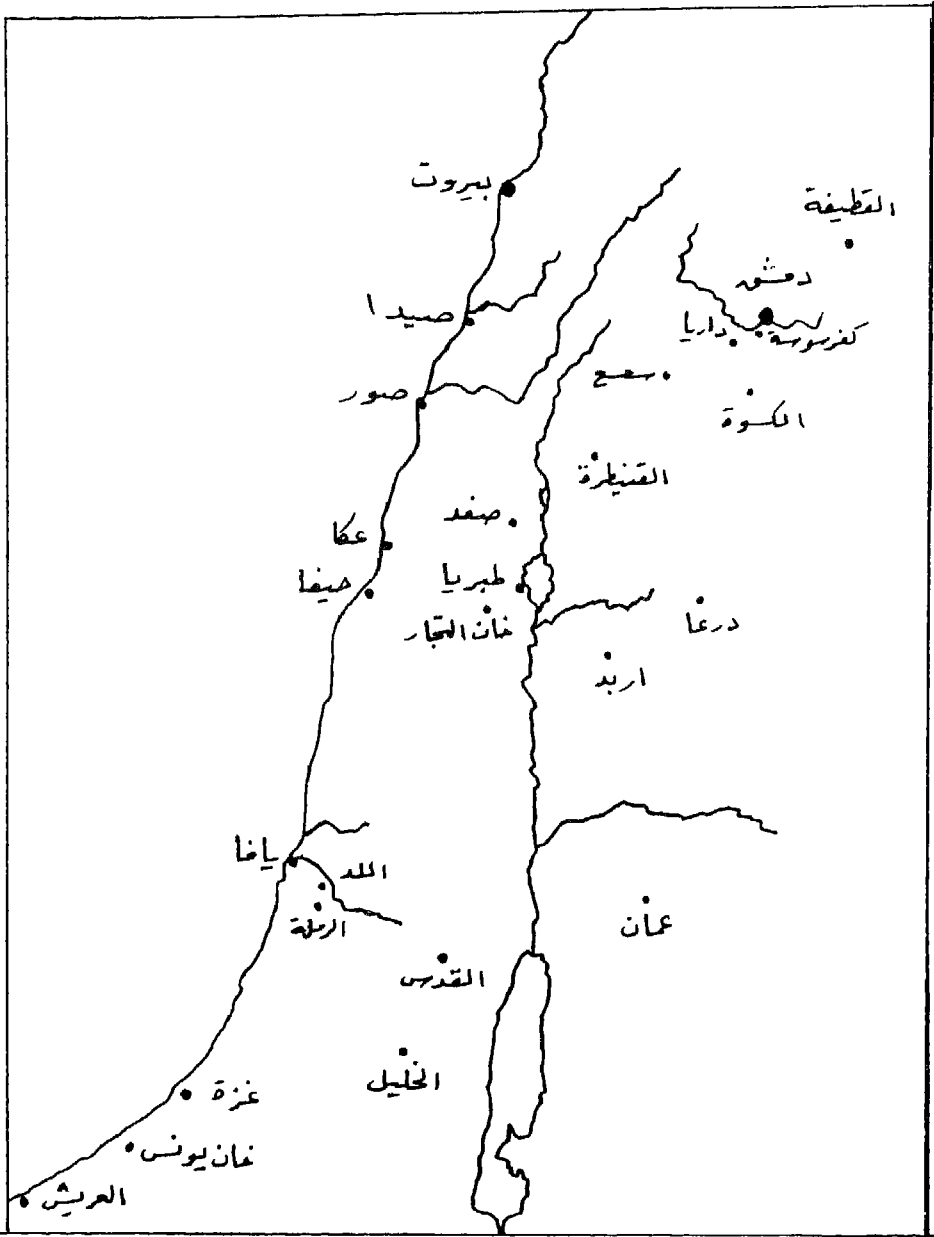 بيروت
القطيفة
دمشق
صيدا
داريا
كفرسوسة
سعسع
صور
الكسوة
القنيطرة
صفد
عكا
طبريا
حيفا
خان التجار
درعا
اربد
يافا
اللد
الرملة
عمان
القدس
الخليل
غزة
خان يونس
العريش